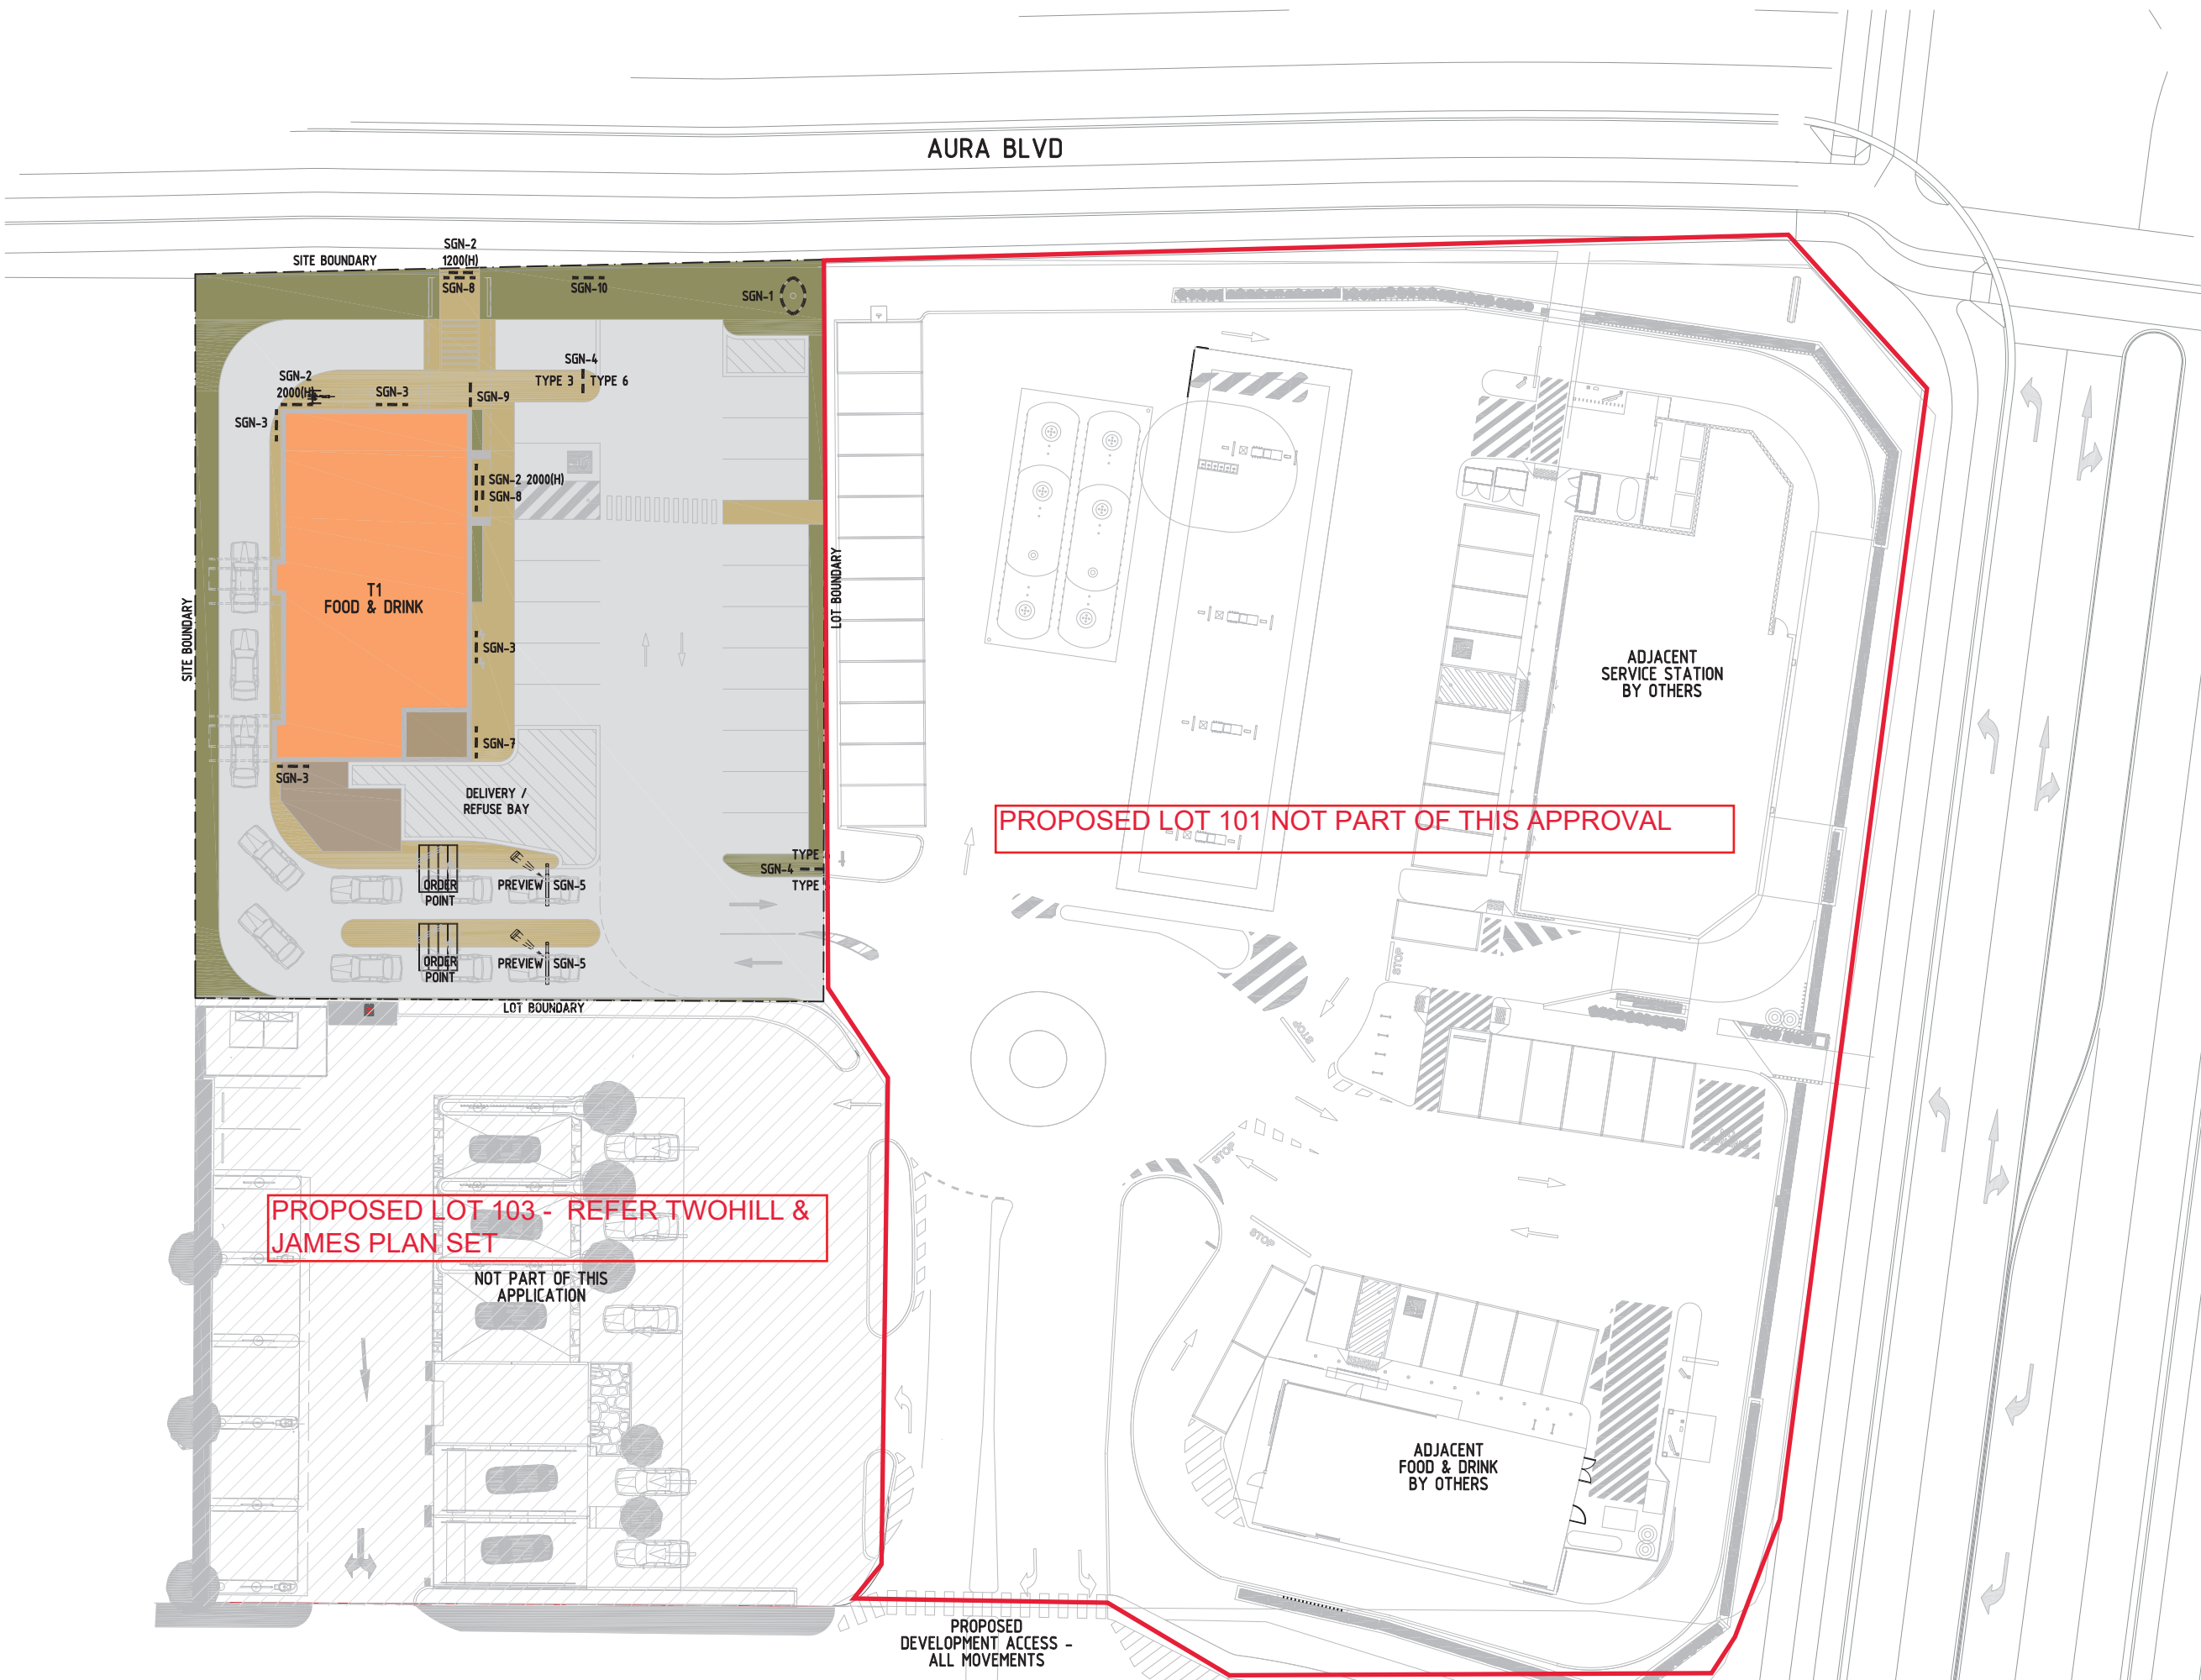 AURA BLVD
SITE BOUNDARY
SGN-2
1200(H)
SGN-8
SGN-10
SGN-1
SGN-4
TYPE 3
TYPE 6
SGN-2
2000(H)
SGN-3
SGN-9
SGN-3
SGN-2 2000(H)
SGN-8
T1
FOOD & DRINK
SITE BOUNDARY
LOT BOUNDARY
SGN-3
SGN-7
SGN-3
DELIVERY /
REFUSE BAY
TYPE
SGN-4
TYPE
ORDER
POINT
PREVIEW
SGN-5
ORDER
POINT
PREVIEW
SGN-5
LOT BOUNDARY
ADJACENT
SERVICE STATION
BY OTHERS
PROPOSED LOT 101 NOT PART OF THIS APPROVAL
STOP
STOP
STOP
STOP
PROPOSED LOT 103 - REFER TWOHILL &
JAMES PLAN SET
NOT PART OF THIS
APPLICATION
ADJACENT
FOOD & DRINK
BY OTHERS
PROPOSED
DEVELOPMENT ACCESS -
ALL MOVEMENTS